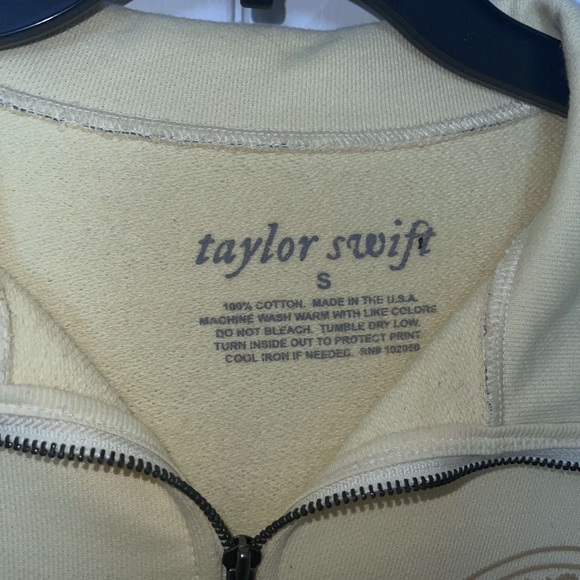 taylor swift
S
100% COTTON. MADE IN THE U.S.A.
MACHINE WASH WARM WITH LIKE COLORS
DO NOT BLEACH. TUMBLE DRY LOW.
TURN INSIDE OUT TO PROTECT PRINT
COOL IRON IF NEEDED. RN# 102950